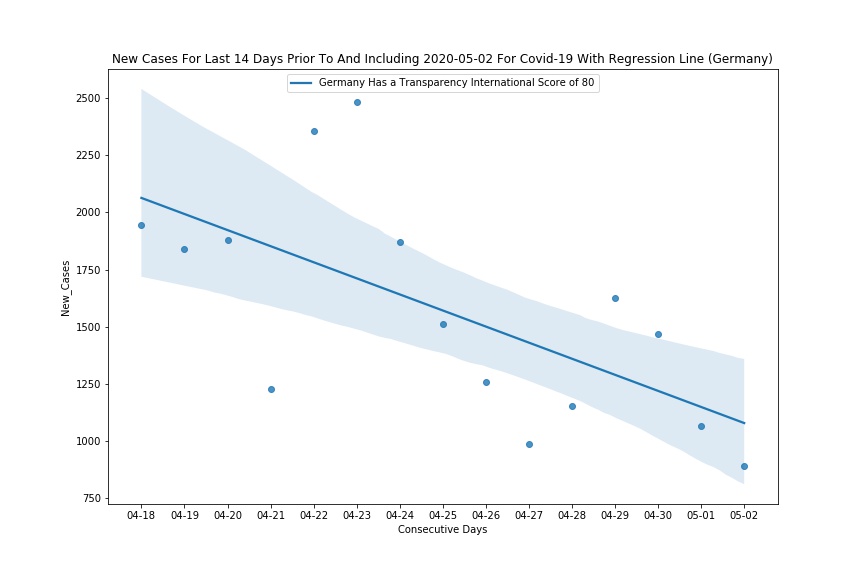 New Cases For Last 14 Days Prior To And Including 2020-05-02 For Covid-19 With Regression Line (Germany)
Germany Has a Transparency International Score of 80
2500
2250
2000
1750
1500
1250
1000
750
New_Cases
04-18 04-19 04-20 04-21 04-22 04-23 04-24 04-25 04-26 04-27 04-28 04-29 04-30 05-01 05-02
Consecutive Days